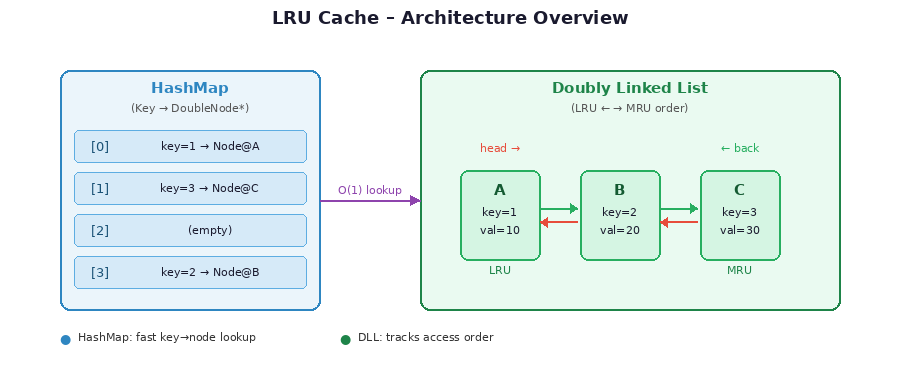 LRU Cache – Architecture Overview
HashMap
(Key → DoubleNode*)
[0] key=1 → Node@A
[1] key=3 → Node@C
[2] (empty)
[3] key=2 → Node@B
O(1) lookup
Doubly Linked List
(LRU ←→ MRU order)
head →
← back
A
key=1
val=10
LRU
B
key=2
val=20
C
key=3
val=30
MRU
HashMap: fast key→node lookup
DLL: tracks access order